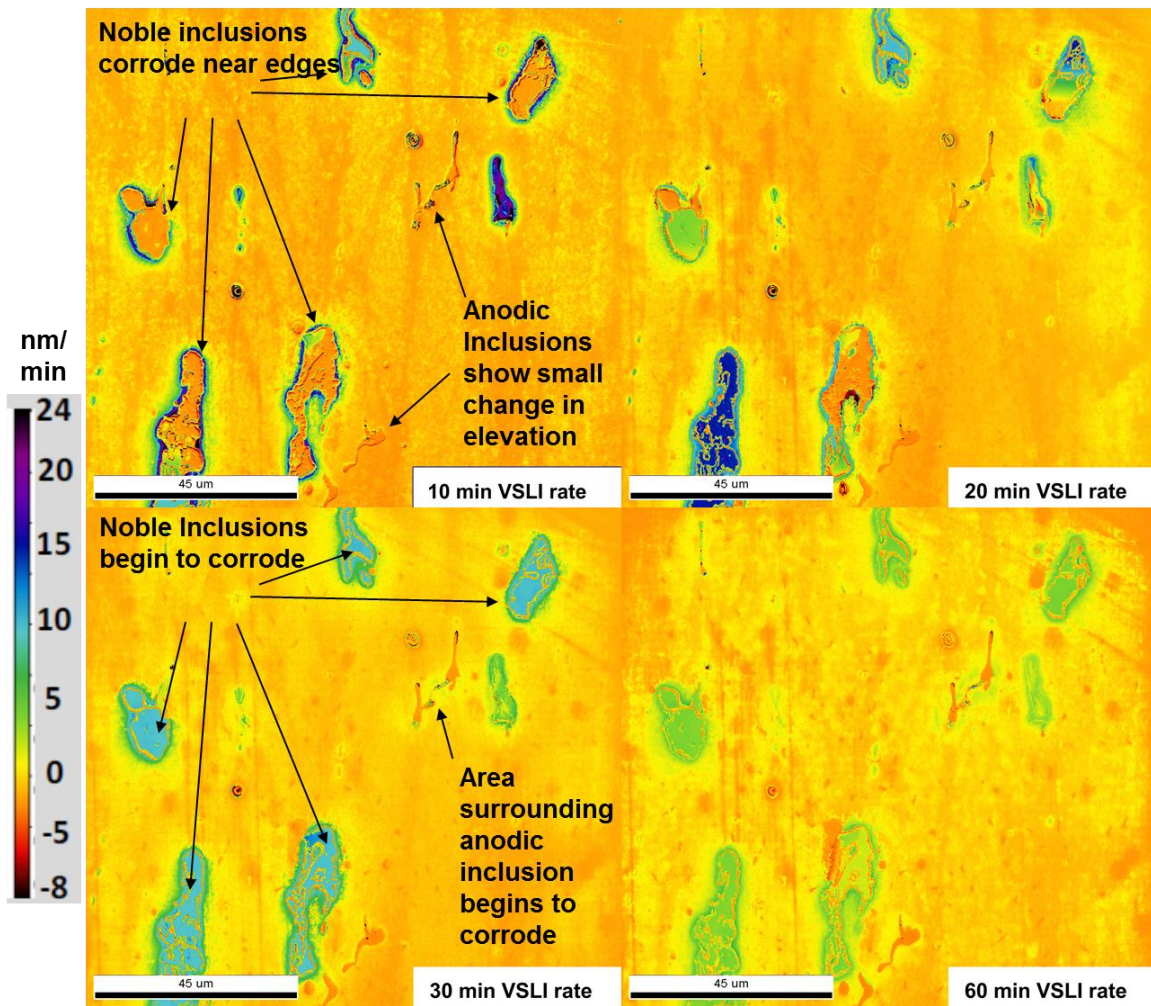 Noble inclusions
corrode near edges
Anodic
Inclusions
show small
change in
elevation
45 um
10 min VSLI rate
45 um
20 min VSLI rate
nm/
min
24
20
15
10
5
0
-5
-8
Noble Inclusions
begin to corrode
Area
surrounding
anodic
inclusion
begins to
corrode
45 um
30 min VSLI rate
45 um
60 min VSLI rate